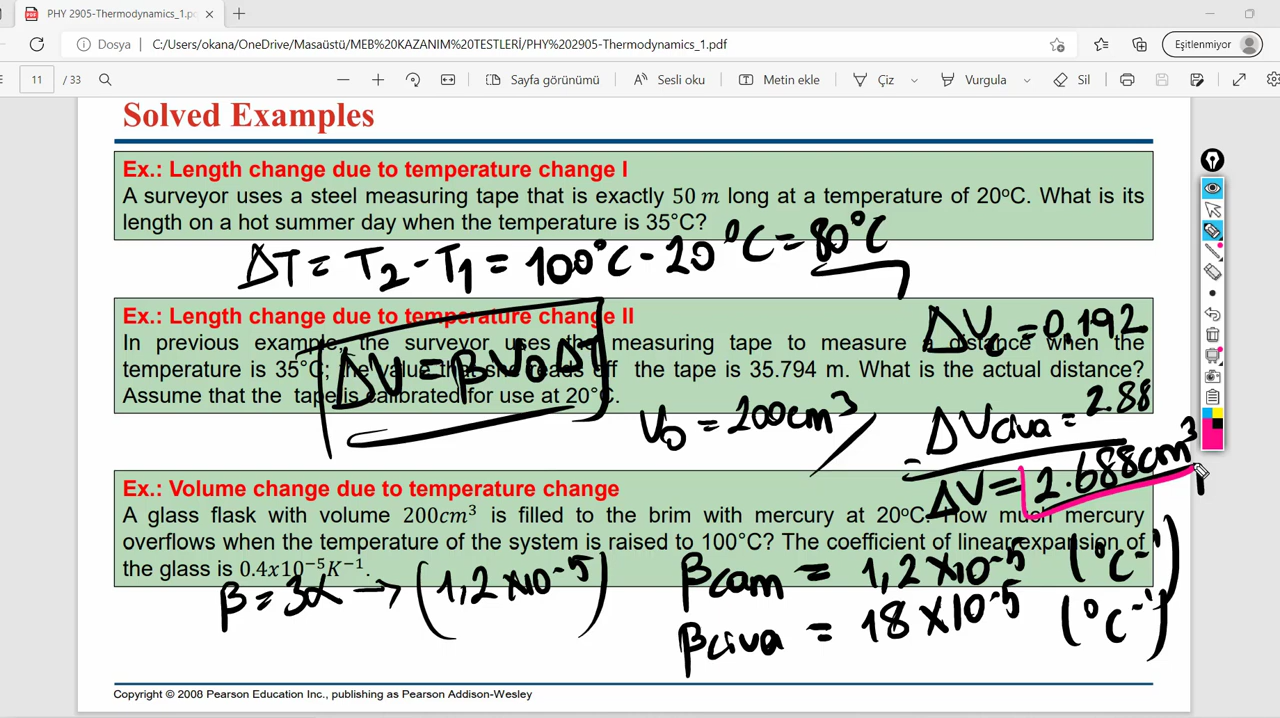 PHY 2905-Thermodynamics_1.pd
Dosya
C:/Users/okana/OneDrive/Masaüstü/MEB%20KAZANIM%20TESTLERİ/PHY%202905-Thermodynamics_1.pdf
Eşitlenmiyor
11 / 33
Sayfa görünümü
Sesli oku
Metin ekle
Çiz
Vurgula
Sil
Solved Examples
Ex.: Length change due to temperature change I
A surveyor uses a steel measuring tape that is exactly 50 m long at a temperature of 20°C. What is its
length on a hot summer day when the temperature is 35°C?
ΔT = T2 - T1 = 100°C - 20°C = 80°C
Ex.: Length change due to temperature change II
In previous example, the surveyor uses the measuring tape to measure a distance when the
temperature is 35°C; the value that she reads off the tape is 35.794 m. What is the actual distance?
Assume that the tape is calibrated for use at 20°C.
ΔV = βV0ΔT
V0 = 200cm³
ΔVc = 0,192
ΔVciva = 2.88
ΔV = 2.688cm³
Ex.: Volume change due to temperature change
A glass flask with volume 200cm³ is filled to the brim with mercury at 20°C. How much mercury
overflows when the temperature of the system is raised to 100°C? The coefficient of linear expansion of
the glass is 0.4x10⁻⁵K⁻¹.
β = 3α → (1,2x10⁻⁵)
βcam = 1,2x10⁻⁵ (°C⁻¹)
βciva = 18x10⁻⁵ (°C⁻¹)
Copyright © 2008 Pearson Education Inc., publishing as Pearson Addison-Wesley